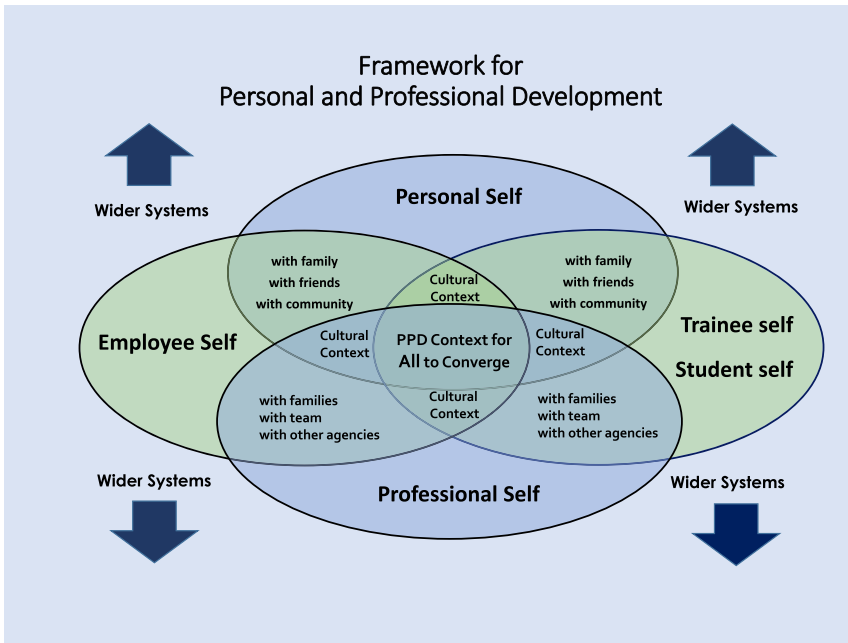 Framework for
Personal and Professional Development
Wider Systems
Wider Systems
Personal Self
with family
with friends
with community
Cultural
Context
with family
with friends
with community
Employee Self
Cultural
Context
PPD Context for
All to Converge
Cultural
Context
Trainee self
Student self
with families
with team
with other agencies
Cultural
Context
with families
with team
with other agencies
Wider Systems
Professional Self
Wider Systems